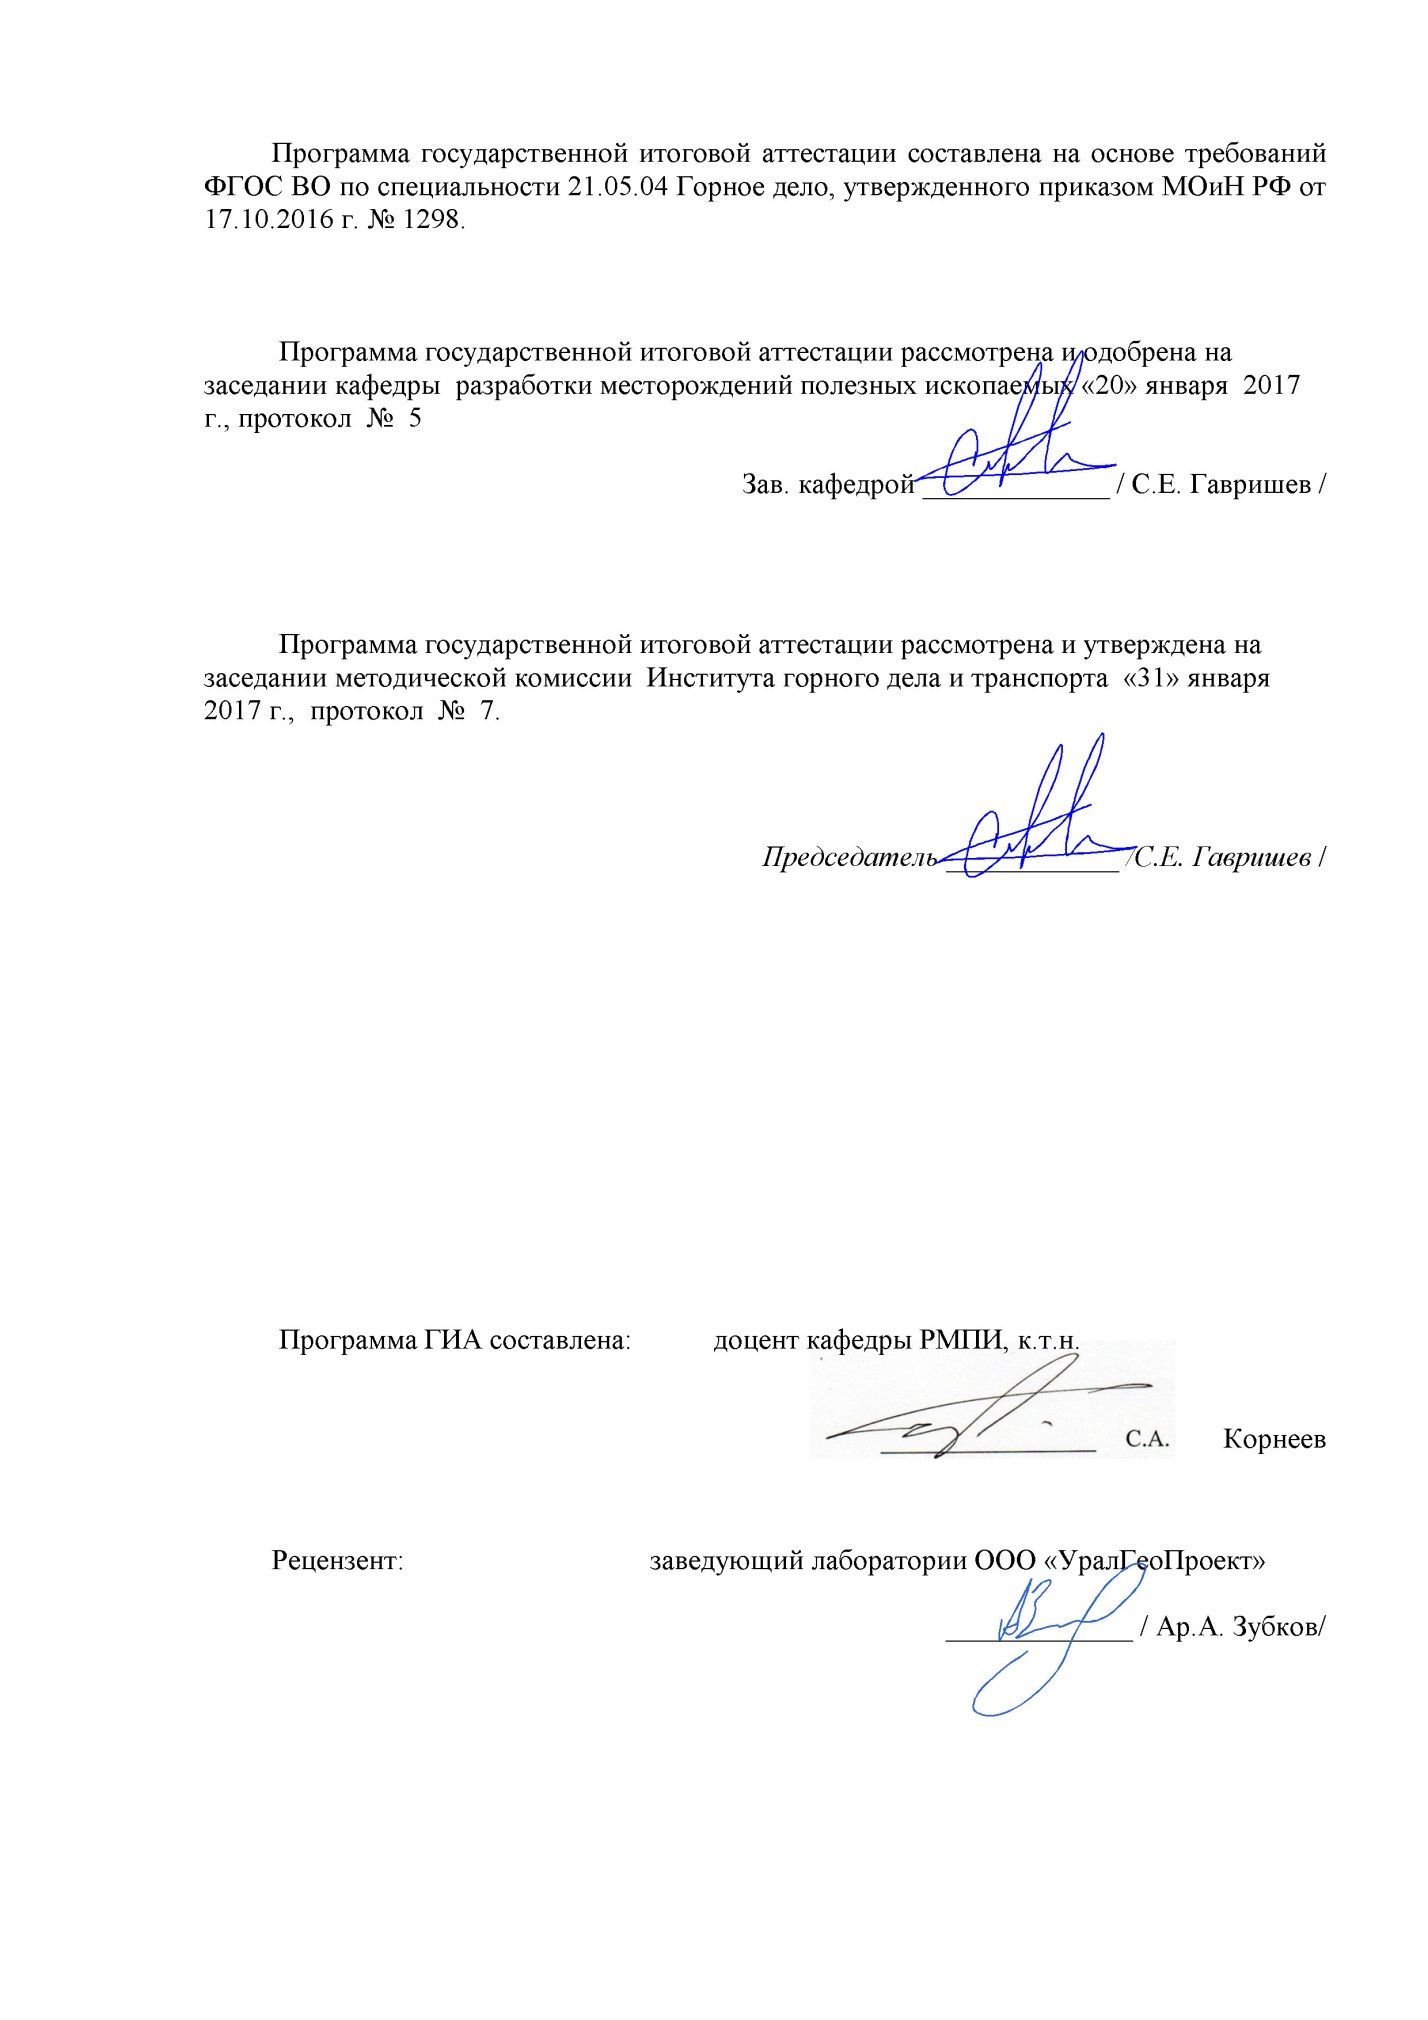 Программа государственной итоговой аттестации составлена на основе требований
ФГОС ВО по специальности 21.05.04 Горное дело, утвержденного приказом МОиН РФ от
17.10.2016 г. № 1298.
Программа государственной итоговой аттестации рассмотрена и одобрена на
заседании кафедры разработки месторождений полезных ископаемых «20» января 2017
г., протокол № 5
Зав. кафедрой _____________ / С.Е. Гавришев /
Программа государственной итоговой аттестации рассмотрена и утверждена на
заседании методической комиссии Института горного дела и транспорта «31» января
2017 г., протокол № 7.
Председатель ____________ /С.Е. Гавришев /
Программа ГИА составлена: доцент кафедры РМПИ, к.т.н.
_______________ С.А. Корнеев
Рецензент: заведующий лаборатории ООО «УралГеоПроект»
_____________ / Ар.А. Зубков/